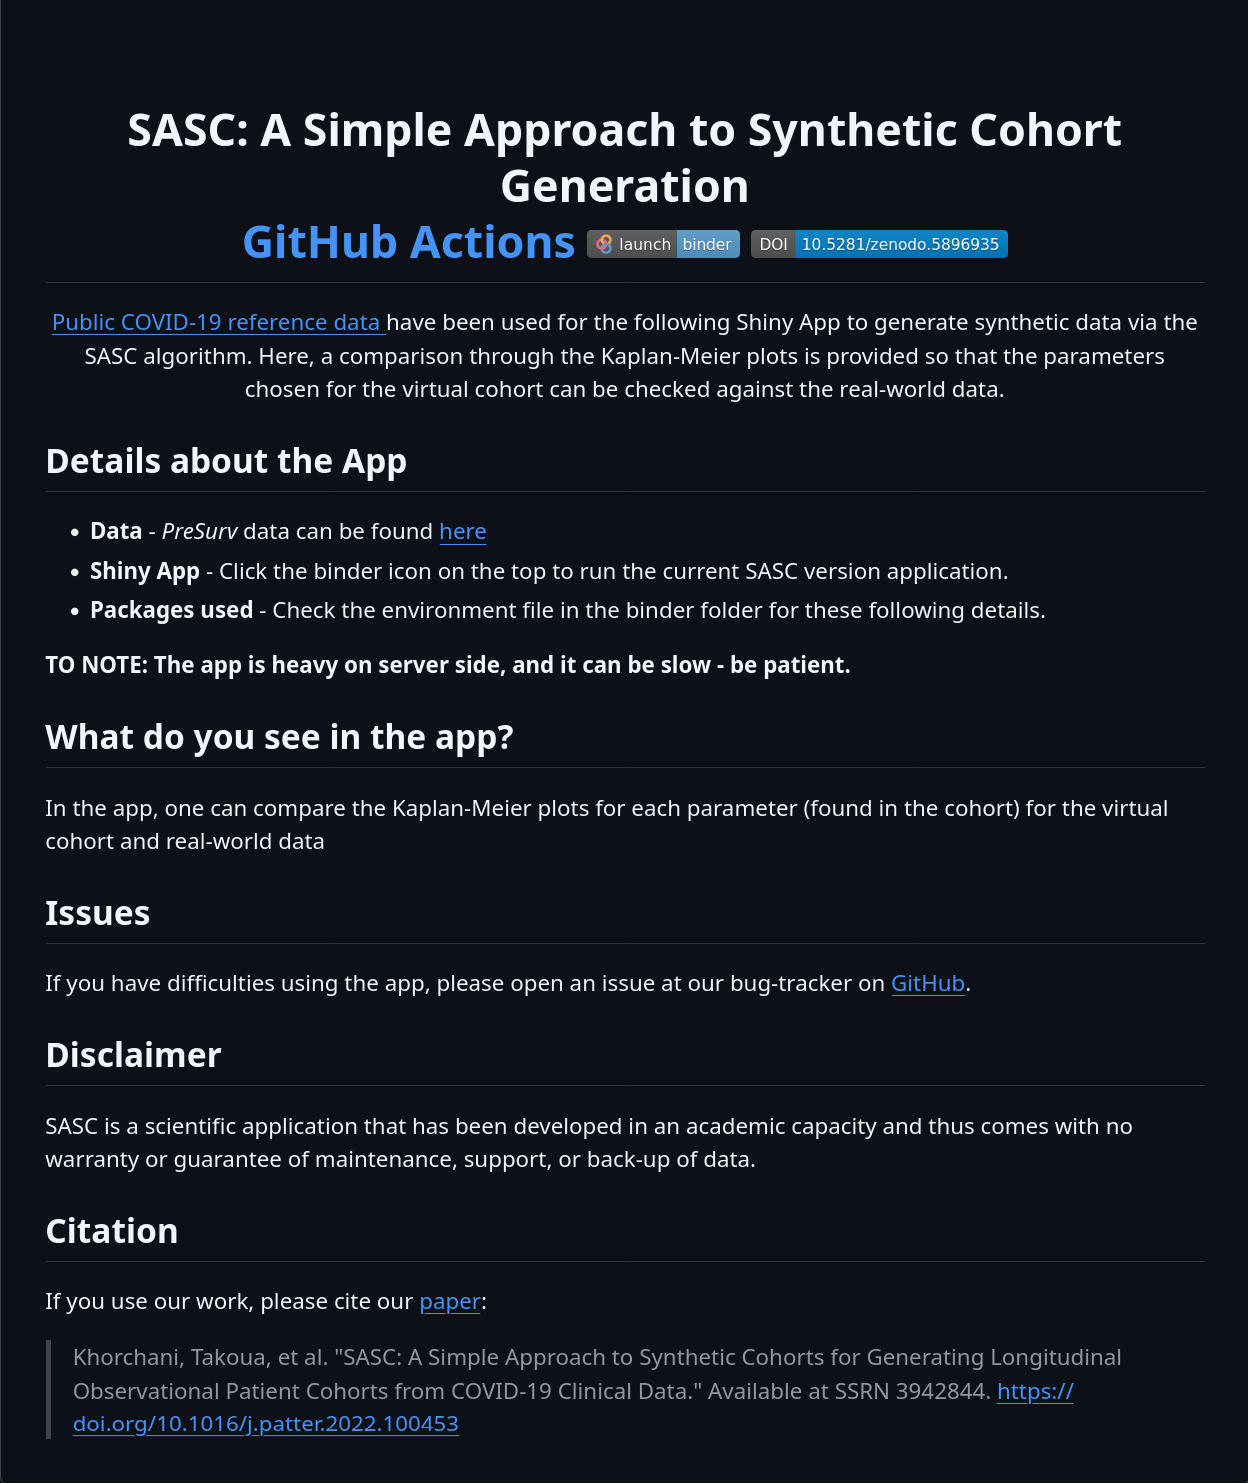 SASC: A Simple Approach to Synthetic Cohort
Generation
GitHub Actions launch binder DOI 10.5281/zenodo.5896935
Public COVID-19 reference data have been used for the following Shiny App to generate synthetic data via the
SASC algorithm. Here, a comparison through the Kaplan-Meier plots is provided so that the parameters
chosen for the virtual cohort can be checked against the real-world data.
Details about the App
• Data - PreSurv data can be found here
• Shiny App - Click the binder icon on the top to run the current SASC version application.
• Packages used - Check the environment file in the binder folder for these following details.
TO NOTE: The app is heavy on server side, and it can be slow - be patient.
What do you see in the app?
In the app, one can compare the Kaplan-Meier plots for each parameter (found in the cohort) for the virtual
cohort and real-world data
Issues
If you have difficulties using the app, please open an issue at our bug-tracker on GitHub.
Disclaimer
SASC is a scientific application that has been developed in an academic capacity and thus comes with no
warranty or guarantee of maintenance, support, or back-up of data.
Citation
If you use our work, please cite our paper:
Khorchani, Takoua, et al. "SASC: A Simple Approach to Synthetic Cohorts for Generating Longitudinal
Observational Patient Cohorts from COVID-19 Clinical Data." Available at SSRN 3942844. https://
doi.org/10.1016/j.patter.2022.100453